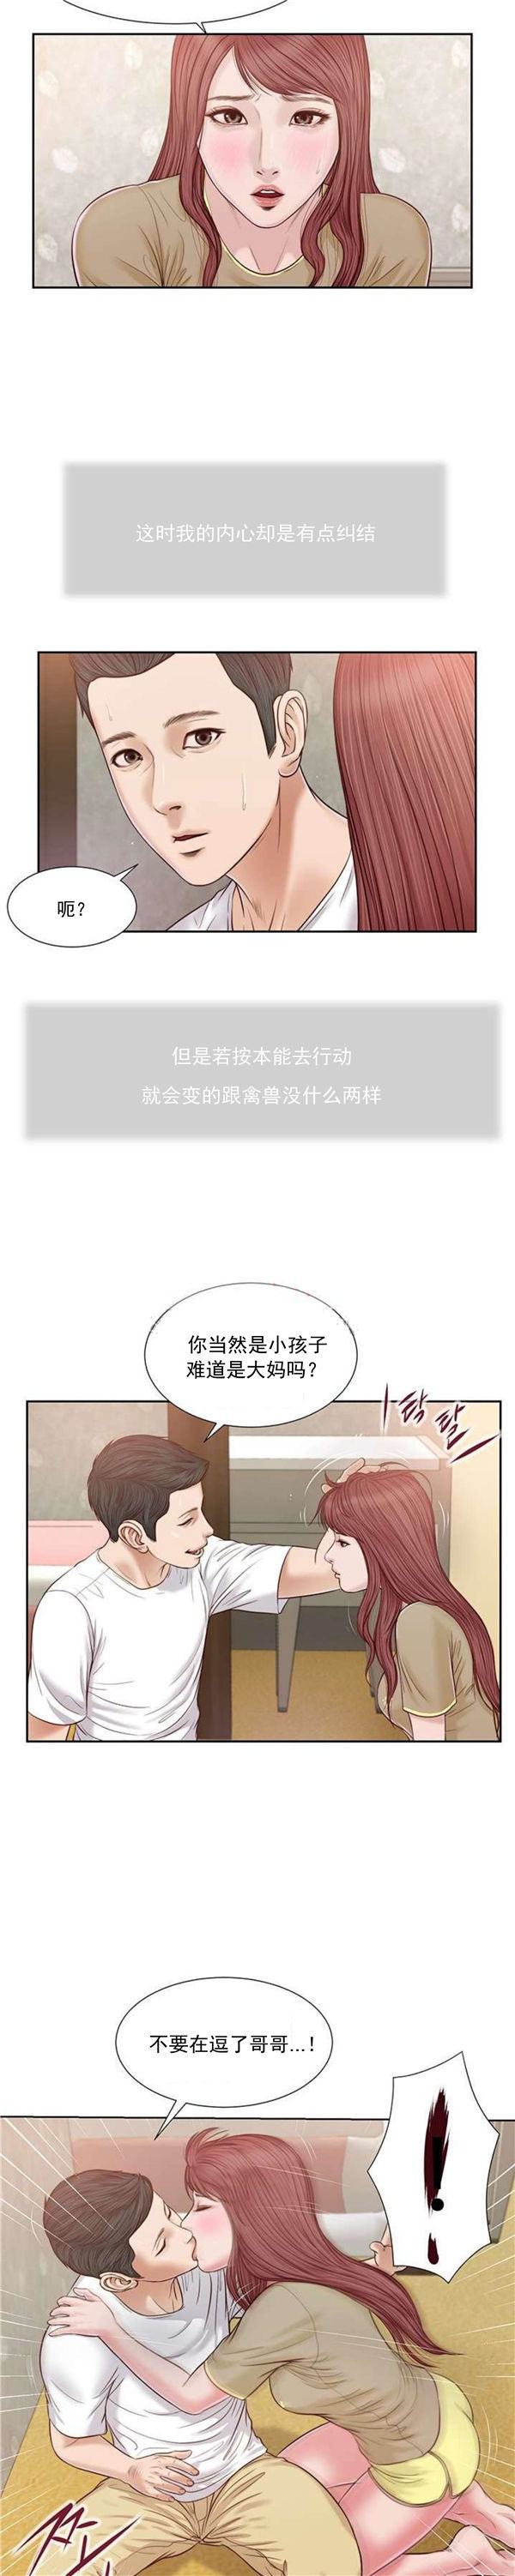 这时我的内心却是有点纠结
呃?
但是若按本能去行动
就会变的跟禽兽没什么两样
你当然是小孩子
难道是大妈吗?
탁 탁
不要在逗了哥哥...!
!